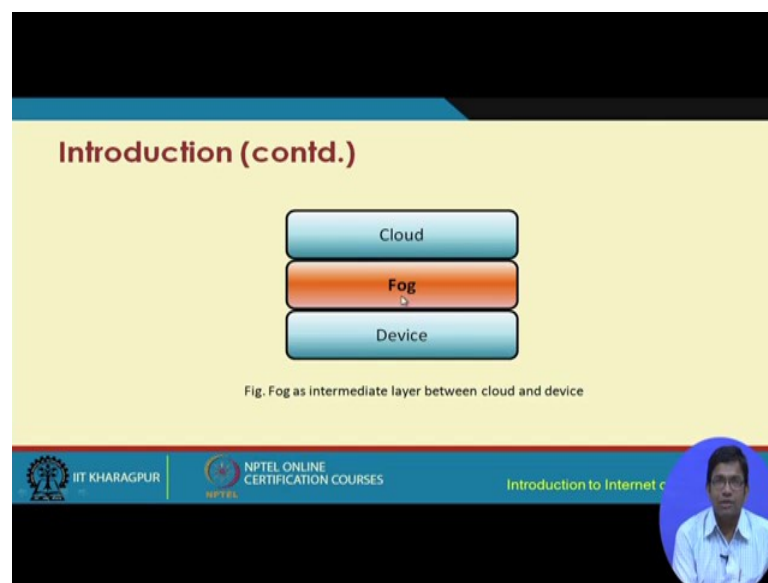 Introduction (contd.)
Cloud
Fog
Device
Fig. Fog as intermediate layer between cloud and device
IIT KHARAGPUR
NPTEL
NPTEL ONLINE
CERTIFICATION COURSES
Introduction to Internet